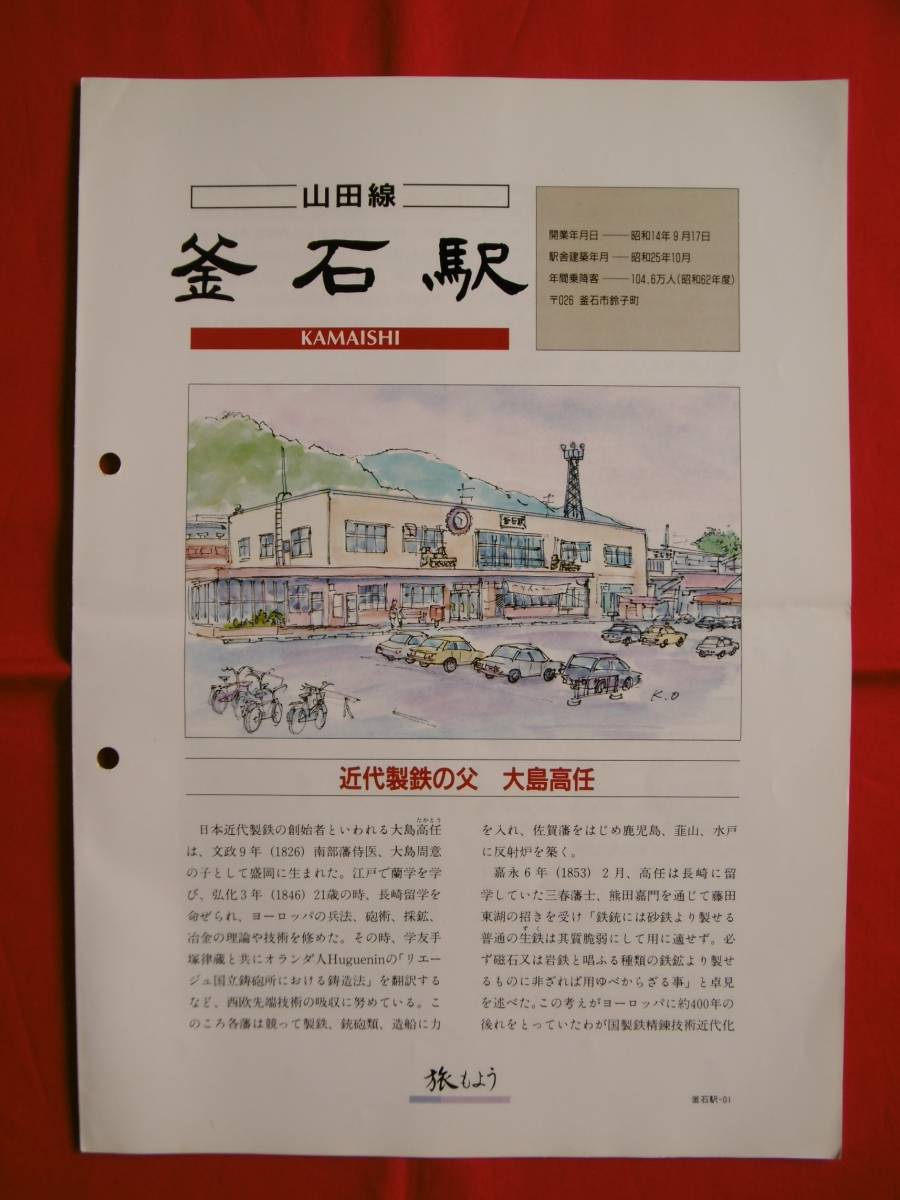 山田線
釜石駅
KAMAISHI
開業年月日――昭和14年9月17日
駅舎建築年月――昭和25年10月
年間乗降客――104.6万人(昭和62年度)
〒026 釜石市鈴子町
釜石駅
K.O
近代製鉄の父 大島高任
たかとう
日本近代製鉄の創始者といわれる大島高任
は、文政9年(1826)南部藩侍医、大島周意
の子として盛岡に生まれた。江戸で蘭学を学
び、弘化3年(1846)21歳の時、長崎留学を
命ぜられ、ヨーロッパの兵法、砲術、採鉱、
冶金の理論や技術を修めた。その時、学友手
塚律蔵と共にオランダ人Hugueninの「リエー
ジュ国立鋳砲所における鋳造法」を翻訳する
など、西欧先端技術の吸収に努めている。こ
のころ各藩は競って製鉄、銃砲類、造船に力
を入れ、佐賀藩をはじめ鹿児島、韮山、水戸
に反射炉を築く。
嘉永6年(1853)2月、高任は長崎に留
学していた三春藩士、熊田嘉門を通じて藤田
東湖の招きを受け「鉄銃には砂鉄より製せる
ずく
普通の生鉄は其質脆弱にして用に適せず。必
ず磁石又は岩鉄と唱ふる種類の鉄鉱より製せ
るものに非ざれば用ゆべからざる事」と卓見
を述べた。この考えがヨーロッパに約400年の
後れをとっていたわが国製鉄精錬技術近代化
旅もよう
釜石駅-01